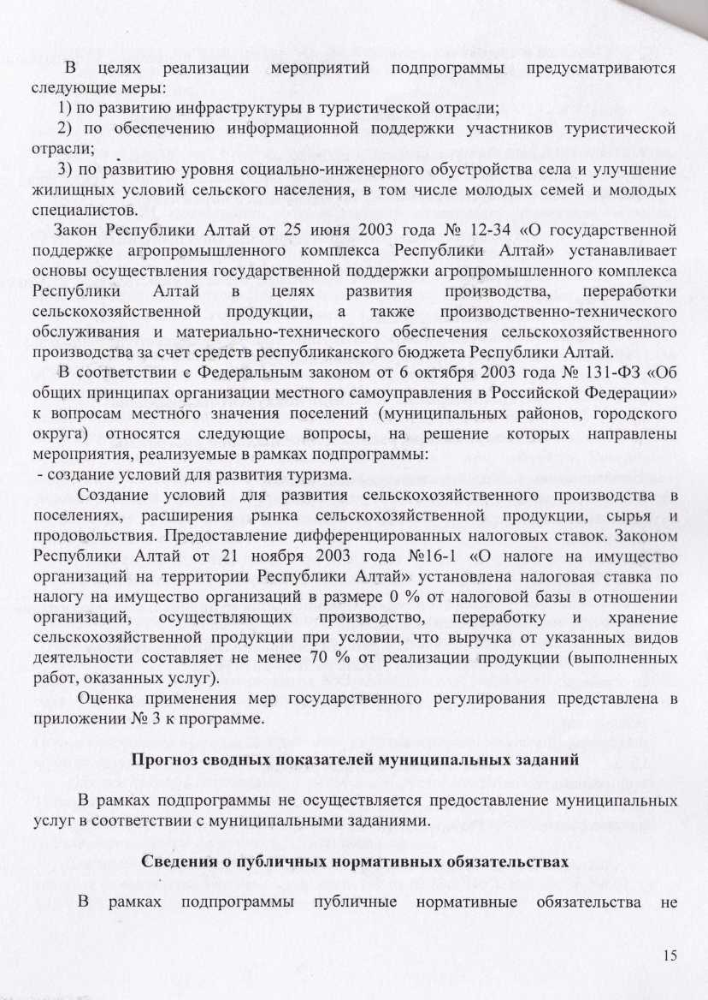 В целях реализации мероприятий подпрограммы предусматриваются
следующие меры:
1) по развитию инфраструктуры в туристической отрасли;
2) по обеспечению информационной поддержки участников туристической
отрасли;
3) по развитию уровня социально-инженерного обустройства села и улучшение
жилищных условий сельского населения, в том числе молодых семей и молодых
специалистов.
Закон Республики Алтай от 25 июня 2003 года № 12-34 «О государственной
поддержке агропромышленного комплекса Республики Алтай» устанавливает
основы осуществления государственной поддержки агропромышленного комплекса
Республики Алтай в целях развития производства, переработки
сельскохозяйственной продукции, а также производственно-технического
обслуживания и материально-технического обеспечения сельскохозяйственного
производства за счет средств республиканского бюджета Республики Алтай.
В соответствии с Федеральным законом от 6 октября 2003 года № 131-ФЗ «Об
общих принципах организации местного самоуправления в Российской Федерации»
к вопросам местного значения поселений (муниципальных районов, городского
округа) относятся следующие вопросы, на решение которых направлены
мероприятия, реализуемые в рамках подпрограммы:
- создание условий для развития туризма.
Создание условий для развития сельскохозяйственного производства в
поселениях, расширения рынка сельскохозяйственной продукции, сырья и
продовольствия. Предоставление дифференцированных налоговых ставок. Законом
Республики Алтай от 21 ноября 2003 года №16-1 «О налоге на имущество
организаций на территории Республики Алтай» установлена налоговая ставка по
налогу на имущество организаций в размере 0 % от налоговой базы в отношении
организаций, осуществляющих производство, переработку и хранение
сельскохозяйственной продукции при условии, что выручка от указанных видов
деятельности составляет не менее 70 % от реализации продукции (выполненных
работ, оказанных услуг).
Оценка применения мер государственного регулирования представлена в
приложении № 3 к программе.
Прогноз сводных показателей муниципальных заданий
В рамках подпрограммы не осуществляется предоставление муниципальных
услуг в соответствии с муниципальными заданиями.
Сведения о публичных нормативных обязательствах
В рамках подпрограммы публичные нормативные обязательства не
15